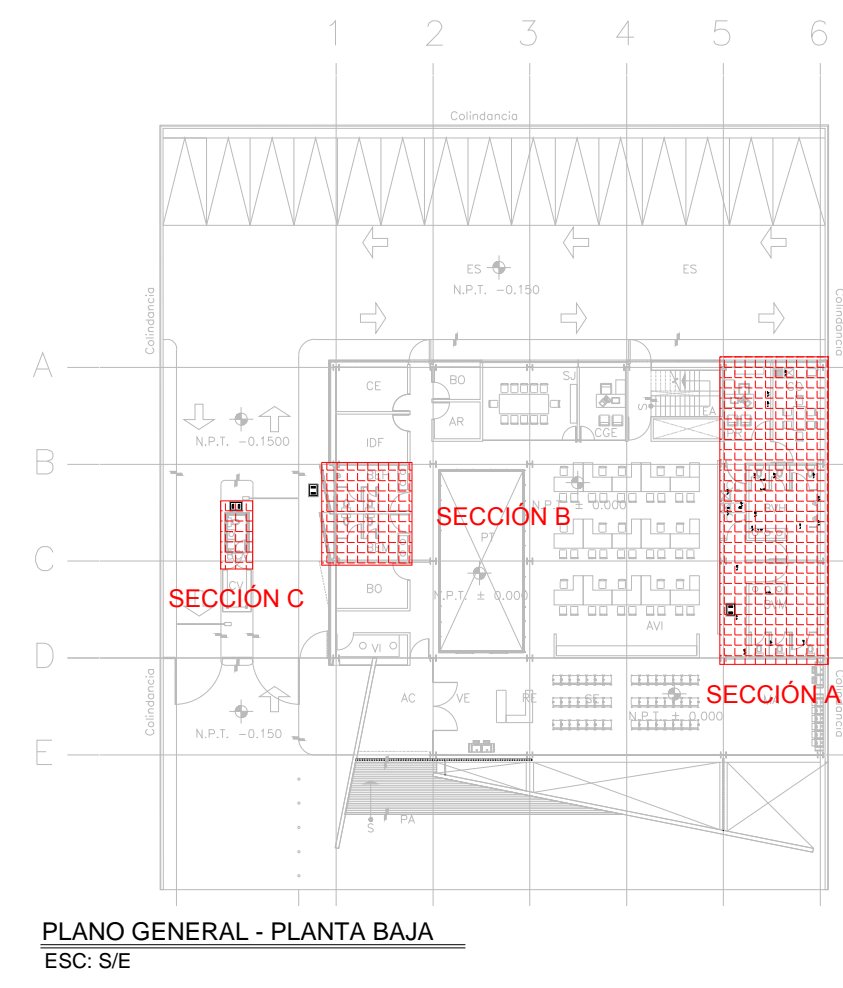 1 2 3 4 5 6
Colindancia
ES
ES
N.P.T. -0.150
Colindancia
Colindancia
A
CE
BO
SJ
AR
CGE
S
EA
N.P.T. -0.1500
IDF
B
SECCIÓN B
N.P.T. ± 0.000
PT
C
SECCIÓN C
CV
BO
N.P.T. ± 0.000
AVI
VI
D
SECCIÓN A
Colindancia
Colindancia
AC
VE
RE
SE
N.P.T. ± 0.000
N.P.T. -0.150
E
PA
S
PLANO GENERAL - PLANTA BAJA
ESC: S/E